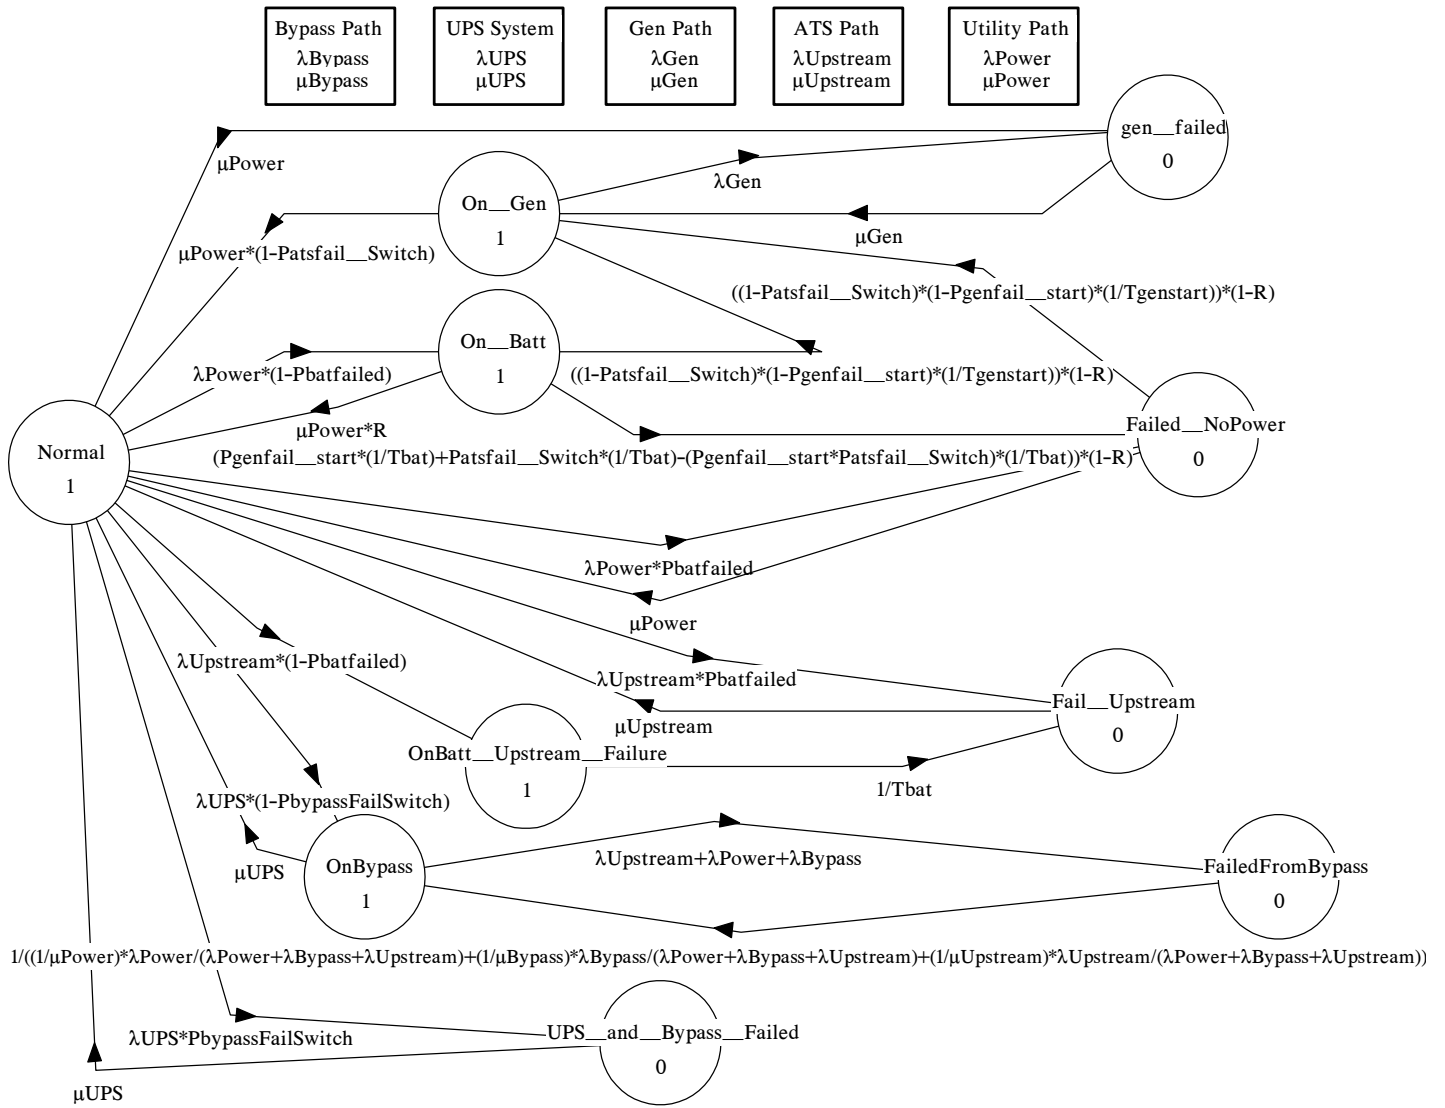 Bypass Path
λBypass
μBypass
UPS System
λUPS
μUPS
Gen Path
λGen
μGen
ATS Path
λUpstream
μUpstream
Utility Path
λPower
μPower
gen__failed
0
μPower
λGen
On__Gen
1
μGen
μPower*(1-Patsfail__Switch)
((1-Patsfail__Switch)*(1-Pgenfail__start)*(1/Tgenstart))*(1-R)
On__Batt
1
λPower*(1-Pbatfailed)
((1-Patsfail__Switch)*(1-Pgenfail__start)*(1/Tgenstart))*(1-R)
μPower*R
Failed__NoPower
0
Normal
1
(Pgenfail__start*(1/Tbat)+Patsfail__Switch*(1/Tbat)-(Pgenfail__start*Patsfail__Switch)*(1/Tbat))*(1-R)
λPower*Pbatfailed
μPower
λUpstream*(1-Pbatfailed)
λUpstream*Pbatfailed
Fail__Upstream
0
μUpstream
OnBatt__Upstream__Failure
1
1/Tbat
λUPS*(1-PbypassFailSwitch)
μUPS
OnBypass
1
λUpstream+λPower+λBypass
FailedFromBypass
0
1/((1/μPower)*λPower/(λPower+λBypass+λUpstream)+(1/μBypass)*λBypass/(λPower+λBypass+λUpstream)+(1/μUpstream)*λUpstream/(λPower+λBypass+λUpstream))
λUPS*PbypassFailSwitch
UPS__and__Bypass__Failed
0
μUPS